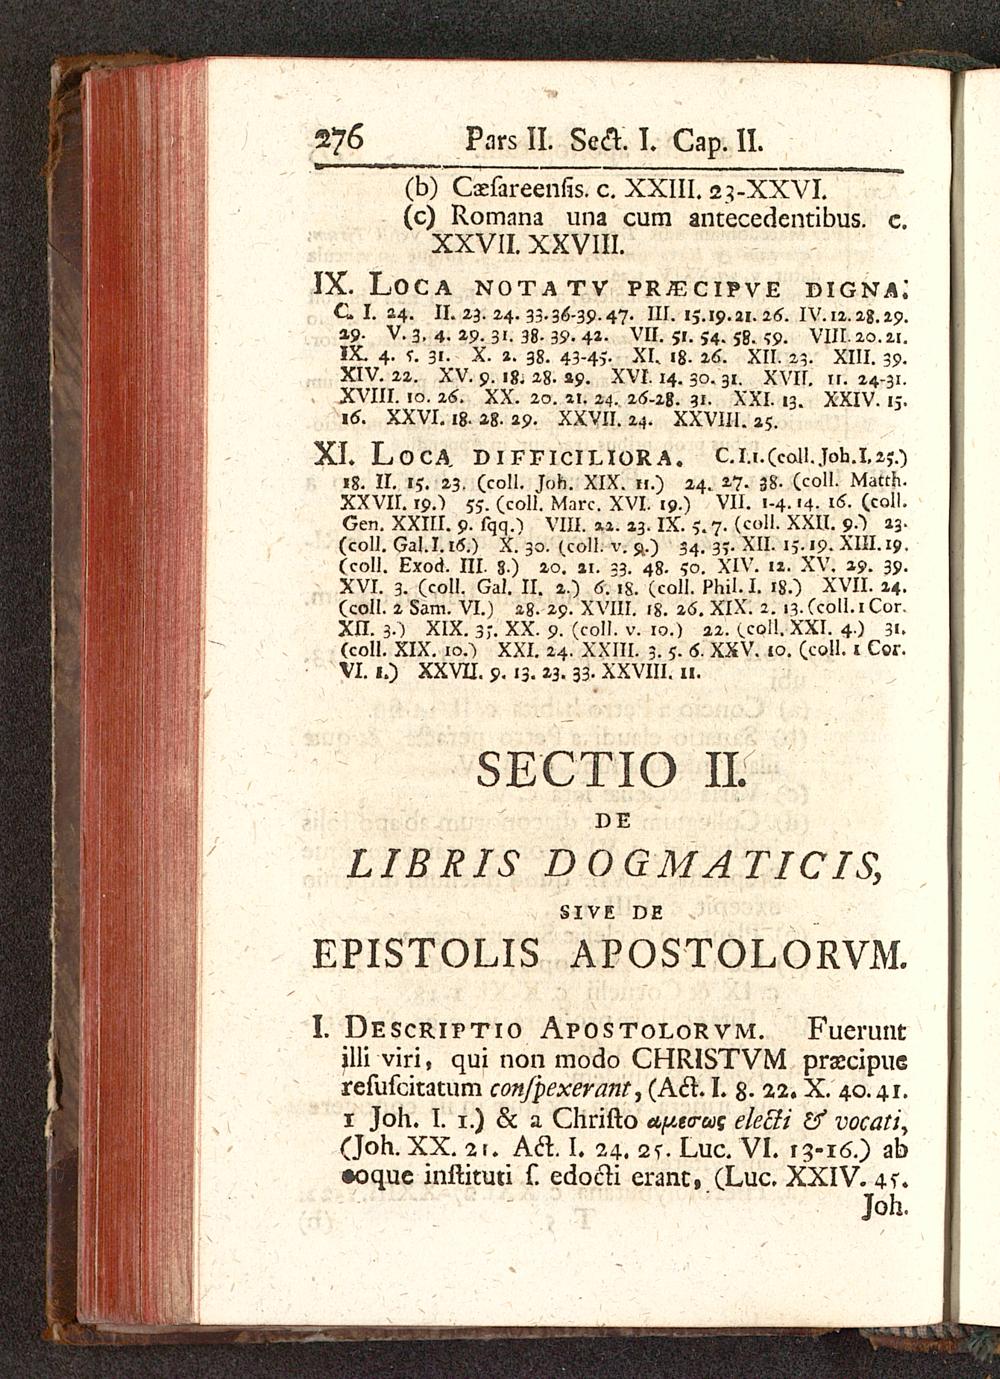 276 Pars II. Sect. I. Cap. II.
(b) Cæſareenſis. c. XXIII. 23-XXVI.
(c) Romana una cum antecedentibus. c.
XXVII. XXVIII.
IX. LOCA NOTATV PRÆCIPVE DIGNA:
C. I. 24. II. 23. 24. 33. 36-39. 47. III. 15. 19. 21. 26. IV. 12. 28. 29.
29. V. 3. 4. 29. 31. 38. 39. 42. VII. 51. 54. 58. 59. VIII. 20. 21.
IX. 4. 5. 31. X. 2. 38. 43-45. XI. 18. 26. XII. 23. XIII. 39.
XIV. 22. XV. 9. 18. 28. 29. XVI. 14. 30. 31. XVII. 11. 24-31.
XVIII. 10. 26. XX. 20. 21. 24. 26-28. 31. XXI. 13. XXIV. 15.
16. XXVI. 18. 28. 29. XXVII. 24. XXVIII. 25.
XI. LOCA DIFFICILIORA. C. I. 1. (coll. Joh. I, 25.)
18. II. 15. 23. (coll. Joh. XIX. 11.) 24. 27. 38. (coll. Matth.
XXVII. 19.) 55. (coll. Marc. XVI. 19.) VII. 1-4. 14. 16. (coll.
Gen. XXIII. 9. ſqq.) VIII. 22. 23. IX. 5. 7. (coll. XXII. 9.) 23.
(coll. Gal. I. 16.) X. 30. (coll. v. 9.) 34. 35. XII. 15. 19. XIII. 19.
(coll. Exod. III. 8.) 20. 21. 33. 48. 50. XIV. 12. XV. 29. 39.
XVI. 3. (coll. Gal. II. 2.) 6. 18. (coll. Phil. I. 18.) XVII. 24.
(coll. 2 Sam. VI.) 28. 29. XVIII. 18. 26. XIX. 2. 13. (coll. 1 Cor.
XII. 3.) XIX. 35. XX. 9. (coll. v. 10.) 22. (coll. XXI. 4.) 31.
(coll. XIX. 10.) XXI. 24. XXIII. 3. 5. 6. XXV. 10. (coll. 1 Cor.
VI. 1.) XXVII. 9. 13. 23. 33. XXVIII. 11.
SECTIO II.
DE
LIBRIS DOGMATICIS,
SIVE DE
EPISTOLIS APOSTOLORVM.
I. DESCRIPTIO APOSTOLORVM. Fuerunt
illi viri, qui non modo CHRISTVM præcipue
reſuſcitatum conſpexerant, (Act. I. 8. 22. X. 40. 41.
1 Joh. I. 1.) & a Chriſto αμεσως electi & vocati,
(Joh. XX. 21. Act. I. 24. 25. Luc. VI. 13-16.) ab
eoque inſtituti ſ. edocti erant, (Luc. XXIV. 45.
Joh.